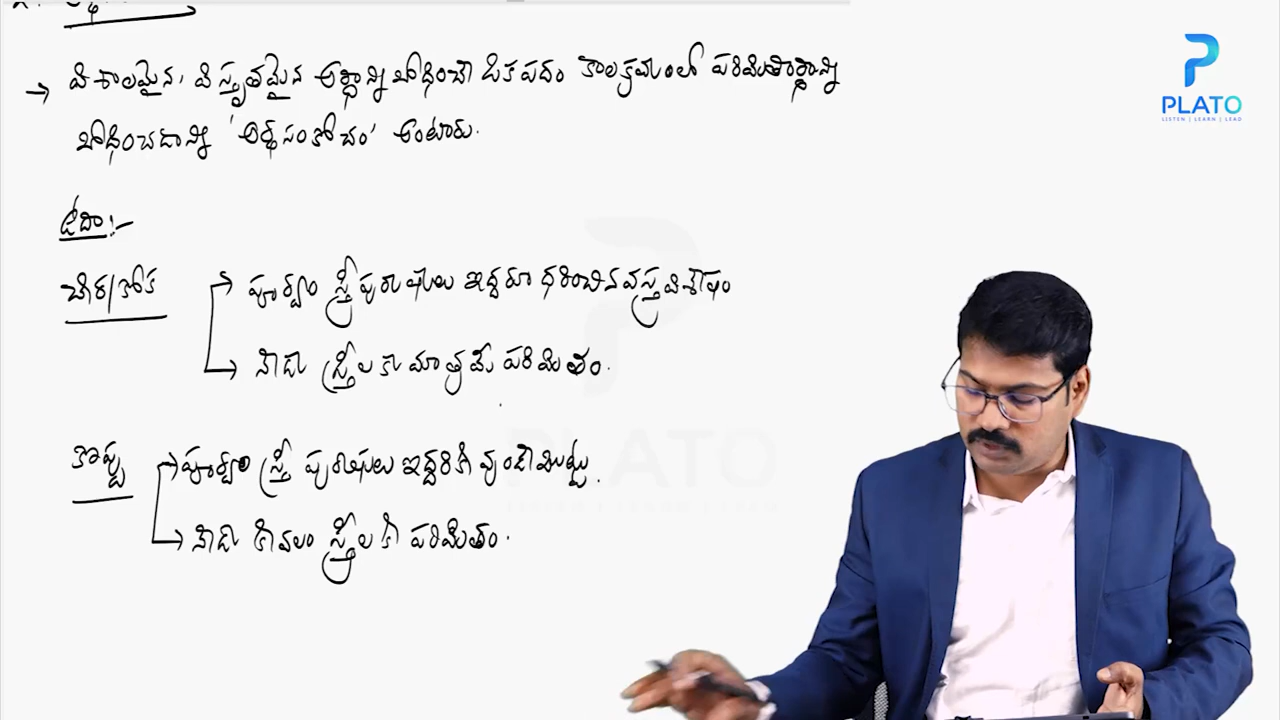 → విశాలమైన, విస్తృతమైన అర్థాన్ని బోధించే ఒక పదం కాలక్రమంలో పరిమితార్థాన్ని
బోధించడాన్ని 'అర్థసంకోచం' అంటారు.
ఉదా:-
చీర/కోక → పూర్వం స్త్రీ పురుషులు ఇద్దరూ ధరించిన వస్త్ర విశేషం
→ నేడు స్త్రీలకు మాత్రమే పరిమితం.
కొప్పు → పూర్వం స్త్రీ పురుషులు ఇద్దరికీ వుండే జుట్టు.
→ నేడు కేవలం స్త్రీలకే పరిమితం.
PLATO
LISTEN | LEARN | LEAD
PLATO